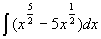 ∫(x^{5/2} − 5x^{1/2})dx